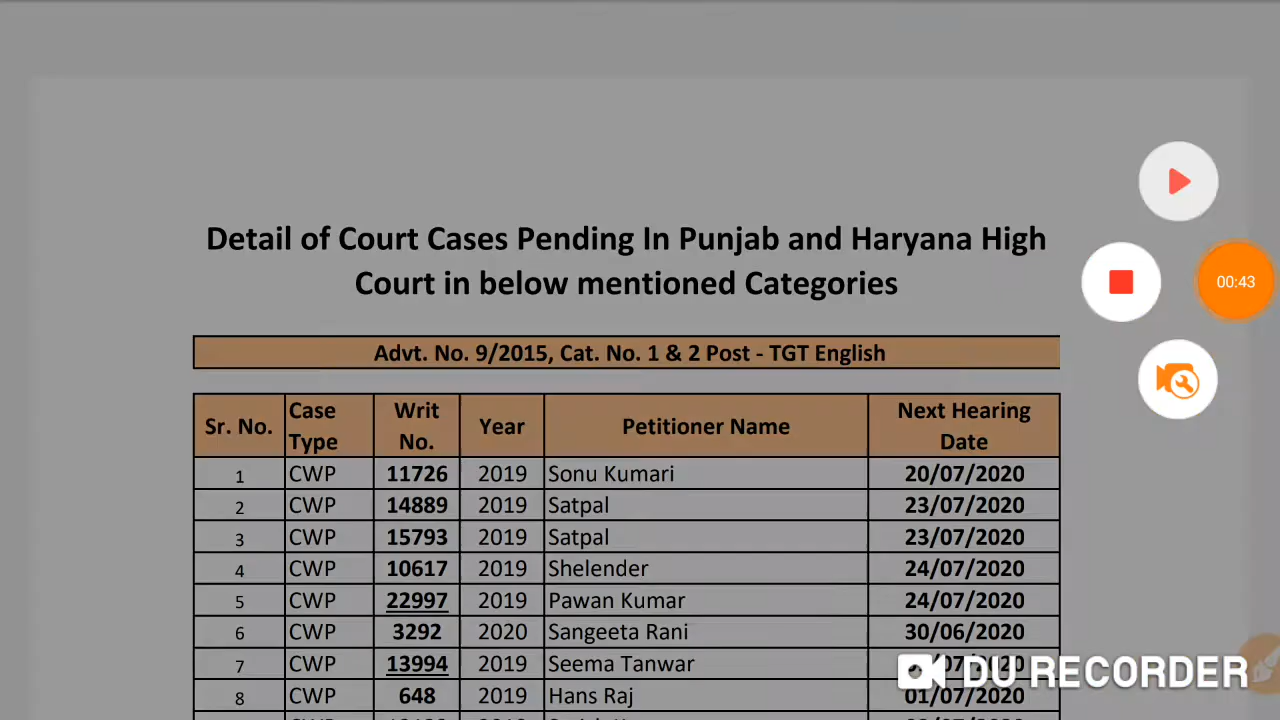 Detail of Court Cases Pending In Punjab and Haryana High
Court in below mentioned Categories
00:43
Advt. No. 9/2015, Cat. No. 1 & 2 Post - TGT English
Sr. No. Case Type Writ No. Year Petitioner Name Next Hearing Date
1 CWP 11726 2019 Sonu Kumari 20/07/2020
2 CWP 14889 2019 Satpal 23/07/2020
3 CWP 15793 2019 Satpal 23/07/2020
4 CWP 10617 2019 Shelender 24/07/2020
5 CWP 22997 2019 Pawan Kumar 24/07/2020
6 CWP 3292 2020 Sangeeta Rani 30/06/2020
7 CWP 13994 2019 Seema Tanwar
8 CWP 648 2019 Hans Raj 01/07/2020
DU RECORDER